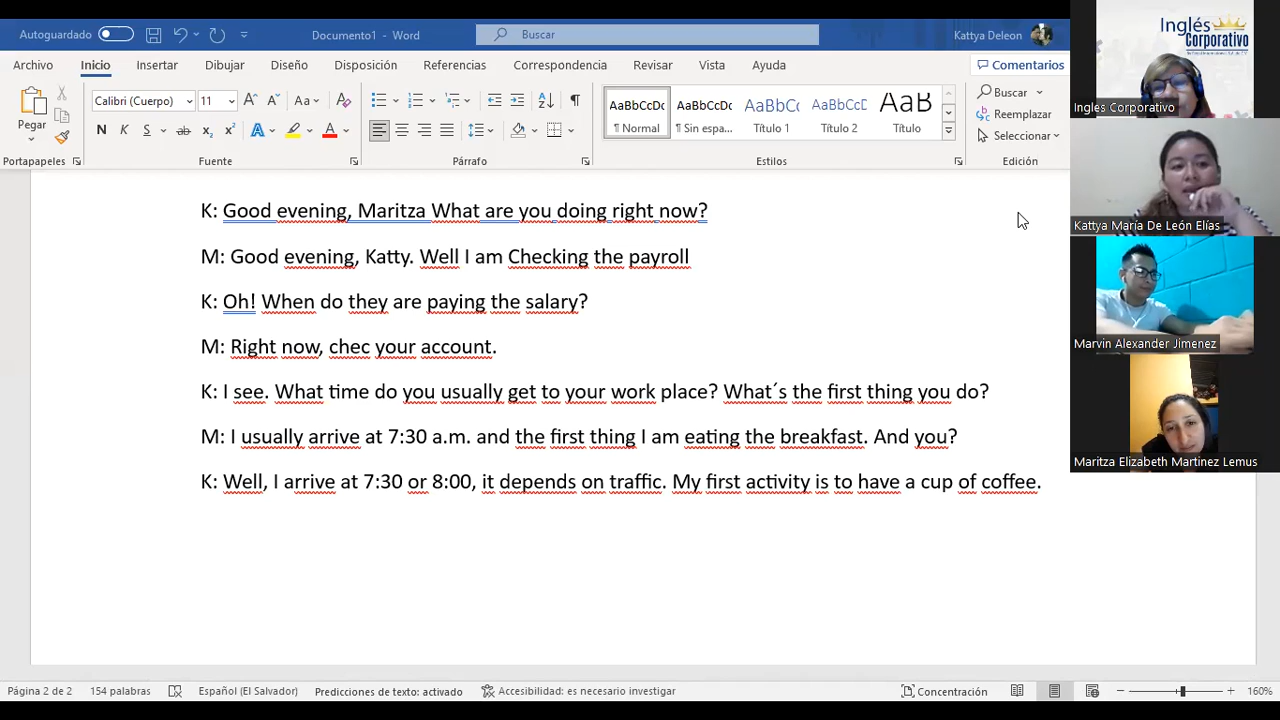 Autoguardado
Documento1 - Word
Buscar
Kattya Deleon
Archivo Inicio Insertar Dibujar Diseño Disposición Referencias Correspondencia Revisar Vista Ayuda
Comentarios
Calibri (Cuerpo) 11
Pegar
N K S
AaBbCcDc AaBbCcDc AaBbCc AaBbCcD AaB
¶ Normal ¶ Sin espa... Título 1 Título 2 Título
Buscar
Reemplazar
Seleccionar
Portapapeles Fuente Párrafo Estilos Edición
K: Good evening, Maritza What are you doing right now?
M: Good evening, Katty. Well I am Checking the payroll
K: Oh! When do they are paying the salary?
M: Right now, chec your account.
K: I see. What time do you usually get to your work place? What´s the first thing you do?
M: I usually arrive at 7:30 a.m. and the first thing I am eating the breakfast. And you?
K: Well, I arrive at 7:30 or 8:00, it depends on traffic. My first activity is to have a cup of coffee.
Página 2 de 2 154 palabras Español (El Salvador) Predicciones de texto: activado Accesibilidad: es necesario investigar Concentración 160%
Inglés
Corporativo
Ingles Corporativo
Kattya María De León Elías
Marvin Alexander Jimenez
Maritza Elizabeth Martinez Lemus